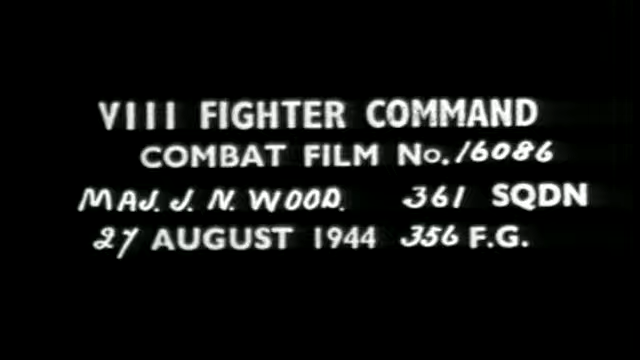 VIII FIGHTER COMMAND
COMBAT FILM No. 16086
MAJ. J. N. WOOD. 361 SQDN
27 AUGUST 1944 356 F.G.